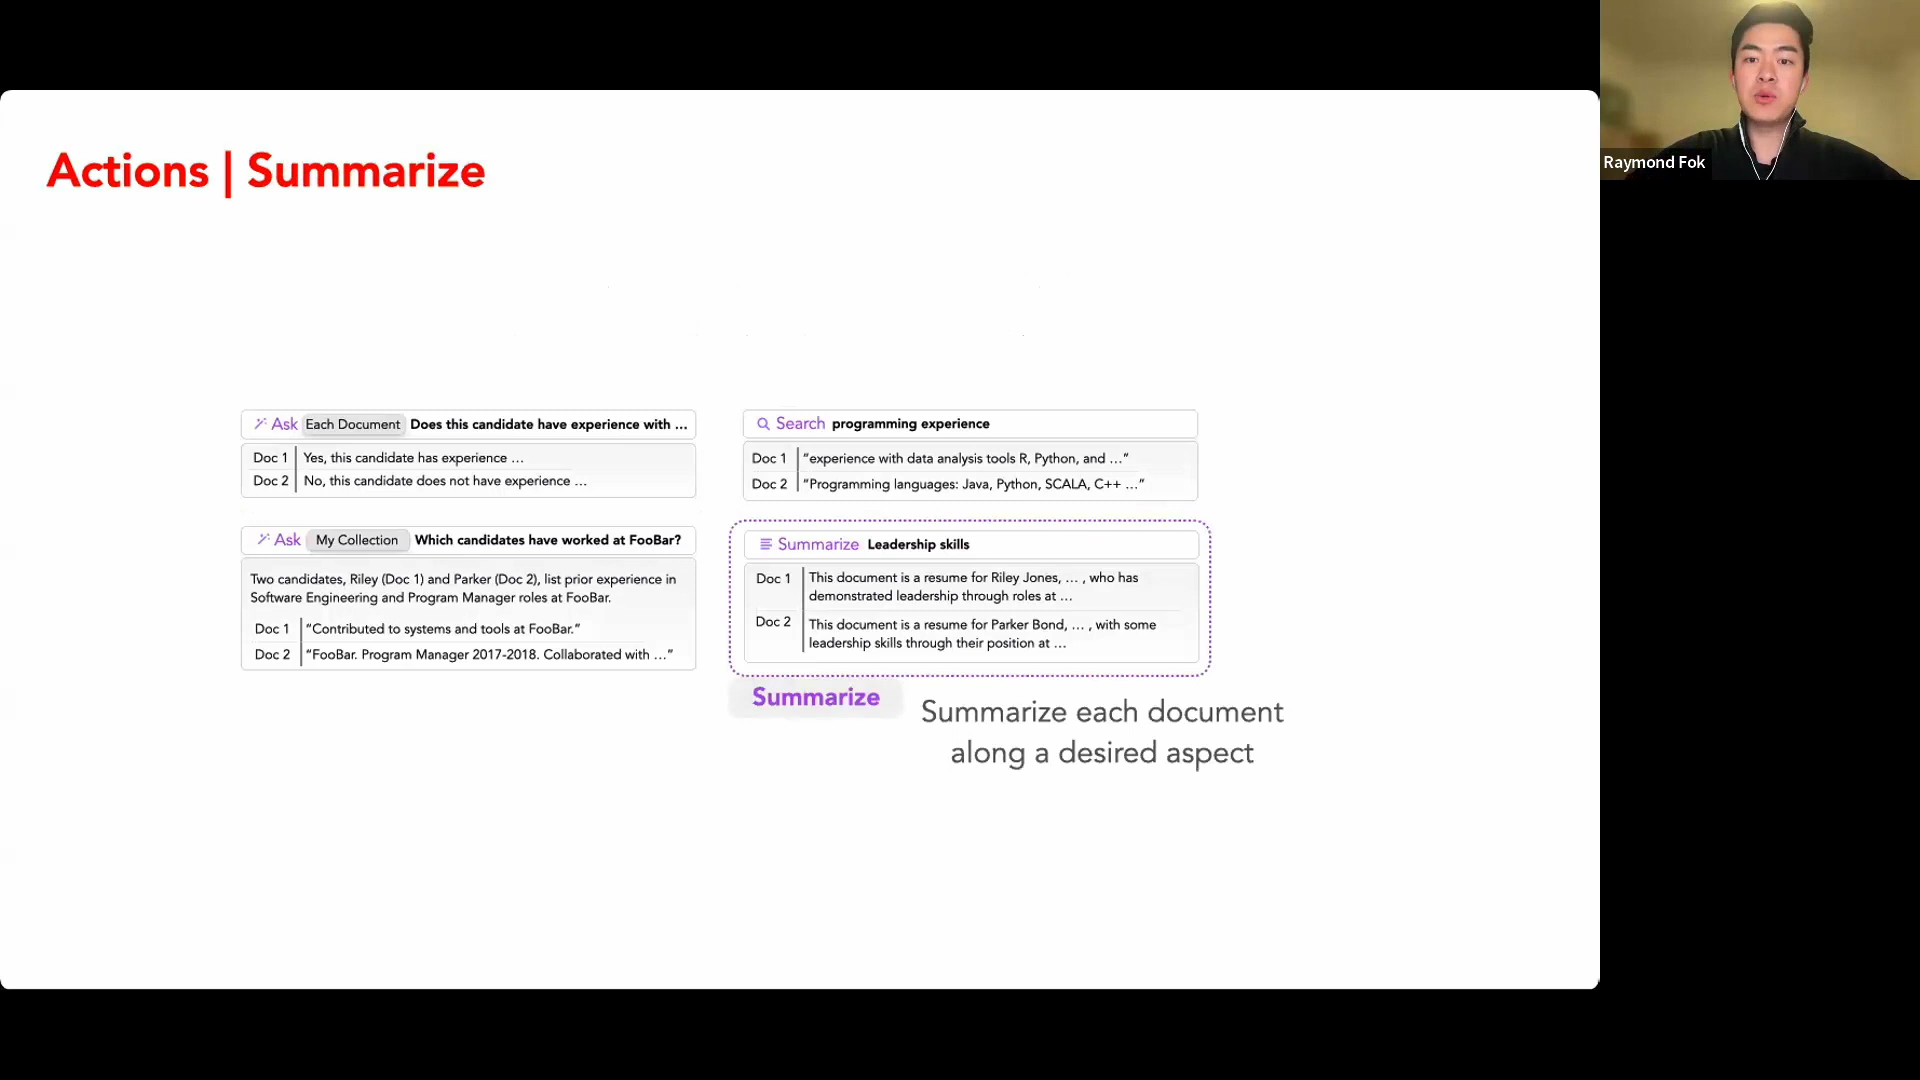 Actions | Summarize
Ask Each Document Does this candidate have experience with ...
Doc 1 Yes, this candidate has experience ...
Doc 2 No, this candidate does not have experience ...
Ask My Collection Which candidates have worked at FooBar?
Two candidates, Riley (Doc 1) and Parker (Doc 2), list prior experience in
Software Engineering and Program Manager roles at FooBar.
Doc 1 “Contributed to systems and tools at FooBar.”
Doc 2 “FooBar. Program Manager 2017-2018. Collaborated with ...”
Search programming experience
Doc 1 “experience with data analysis tools R, Python, and ...”
Doc 2 “Programming languages: Java, Python, SCALA, C++ ...”
Summarize Leadership skills
Doc 1 This document is a resume for Riley Jones, ... , who has
demonstrated leadership through roles at ...
Doc 2 This document is a resume for Parker Bond, ... , with some
leadership skills through their position at ...
Summarize
Summarize each document
along a desired aspect
Raymond Fok